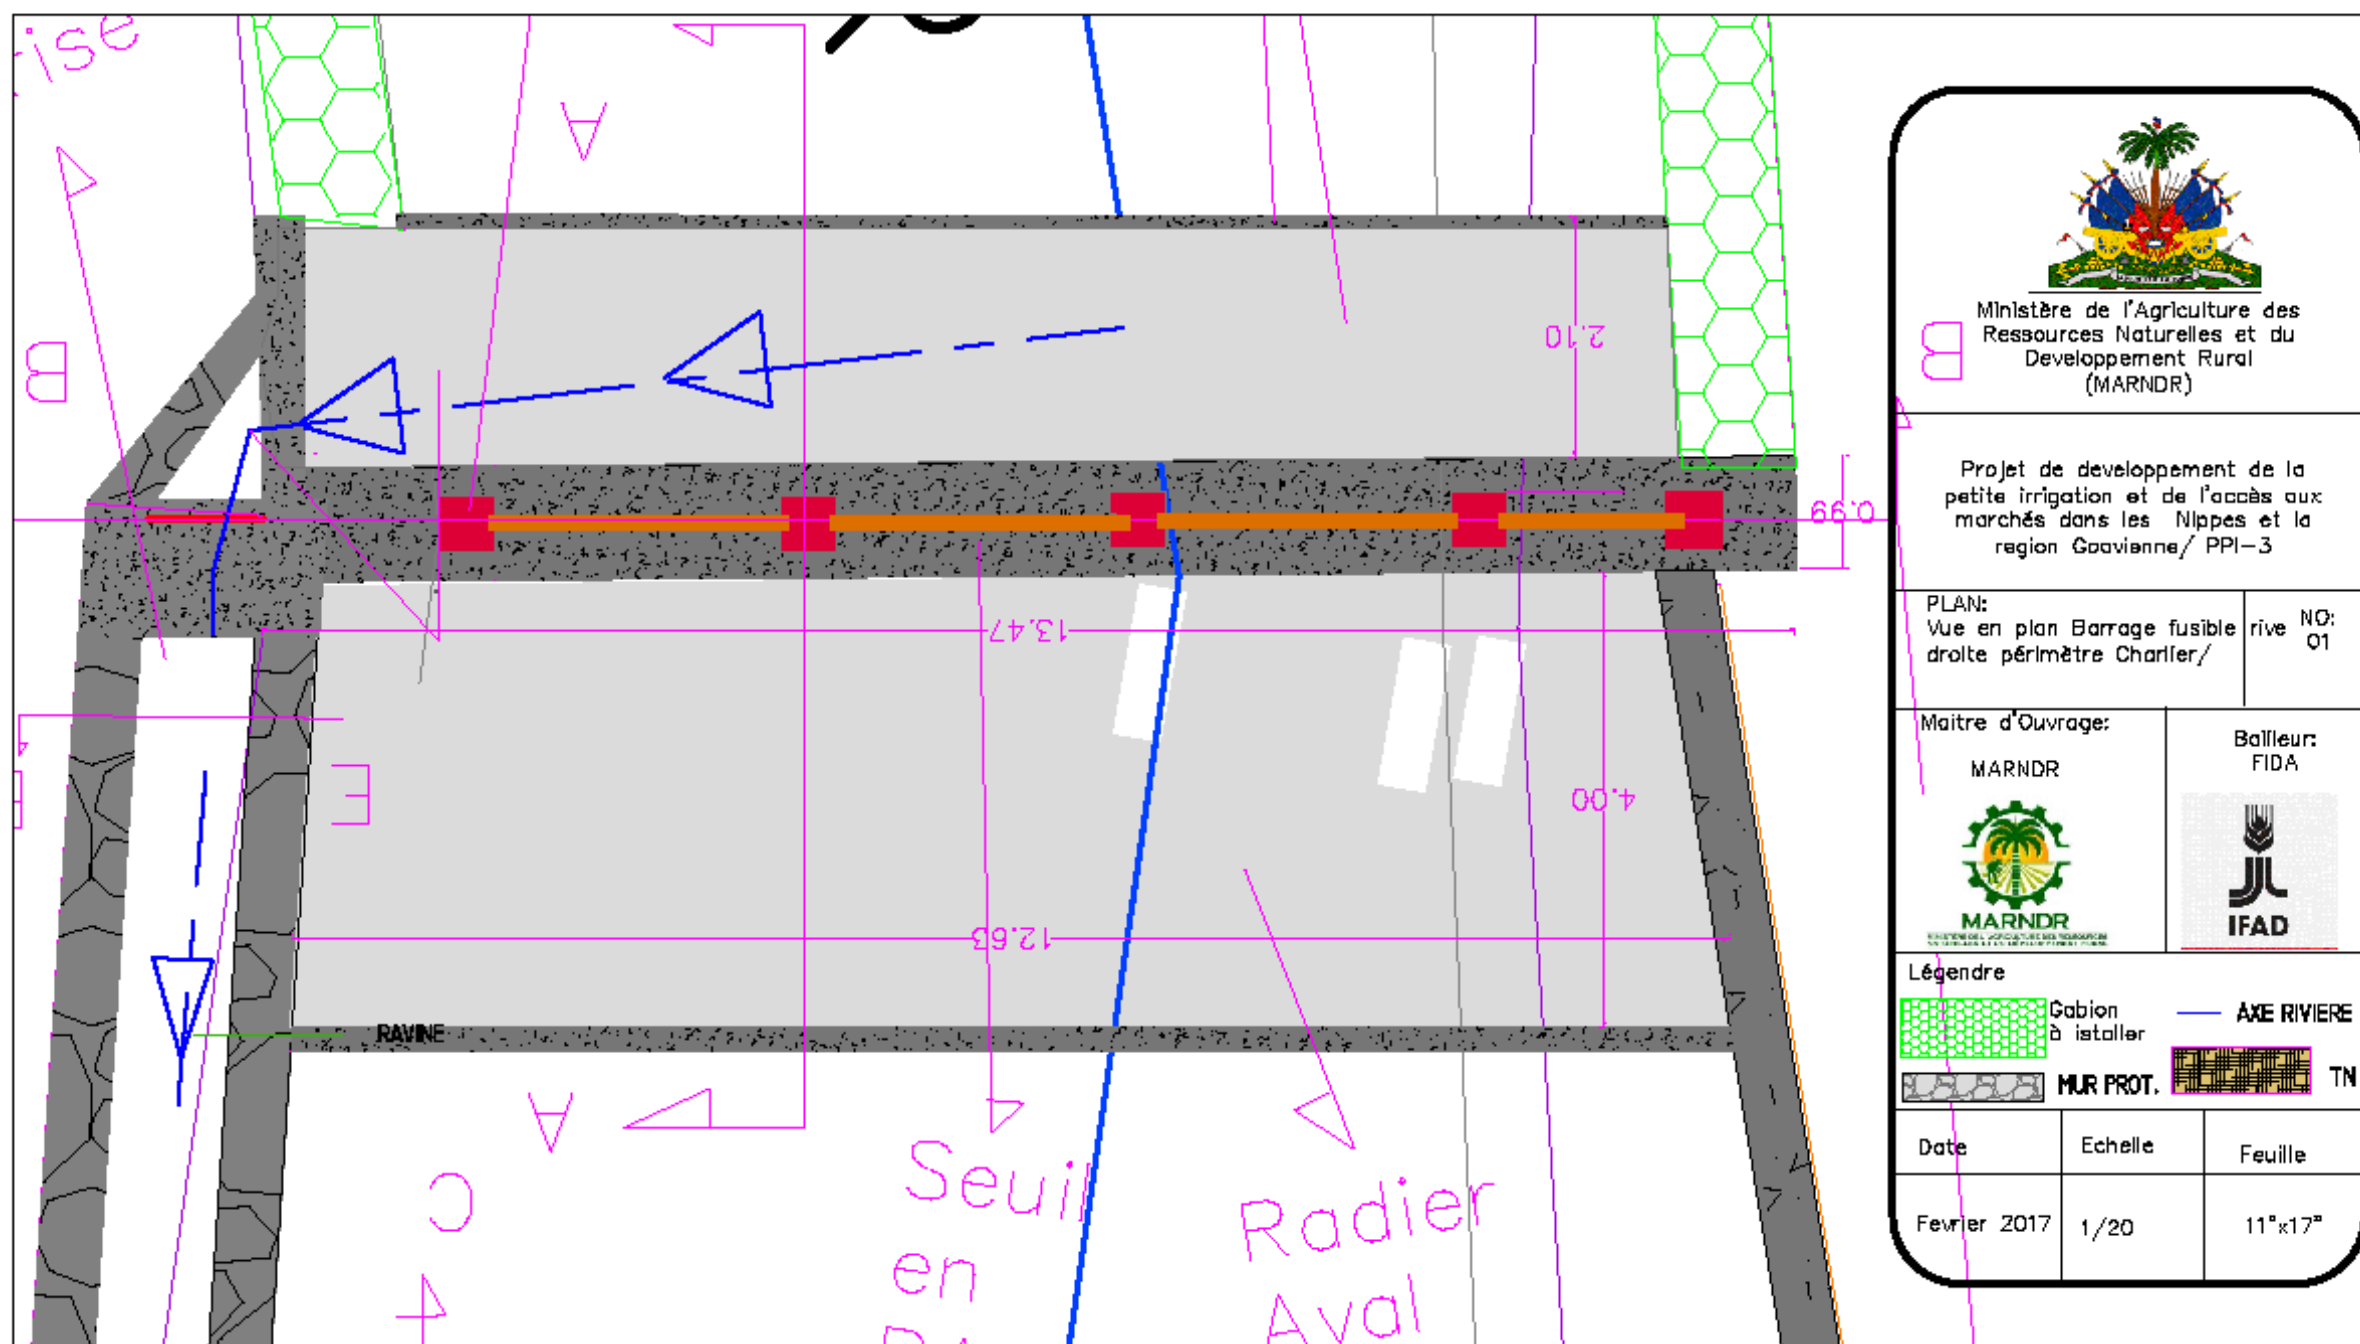 rise
A
B
2.10
0.99
13.47
E
4.00
12.63
RAVINE
A
C
Seuil
en
Radier
Aval
B
Ministère de l'Agriculture des
Ressources Naturelles et du
Developpement Rural
(MARNDR)
Projet de developpement de la
petite irrigation et de l'accès aux
marchés dans les Nippes et la
region Goavienne/ PPI-3
PLAN:
Vue en plan Barrage fusible rive
droite périmètre Charlier/
NO:
01
Maitre d'Ouvrage:
MARNDR
MARNDR
Bailleur:
FIDA
IFAD
Légendre
Gabion
à istaller
AXE RIVIERE
MUR PROT.
TN
Date
Echelle
Feuille
Fevrier 2017
1/20
11"x17"